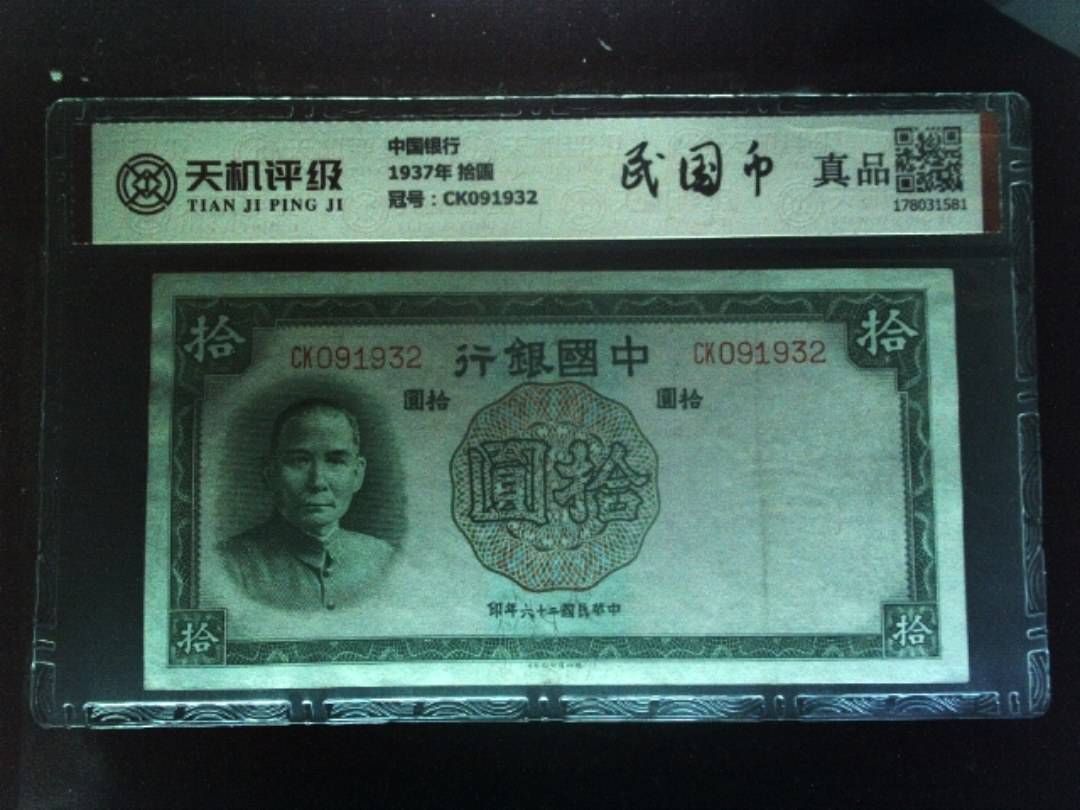 天机评级
TIAN JI PING JI
中国银行
1937年 拾圆
冠号：CK091932
民国币
真品
178031581
拾
拾
CK091932
行銀國中
CK091932
圓拾
圓拾
圓拾
印年六十二國民華中
拾
拾